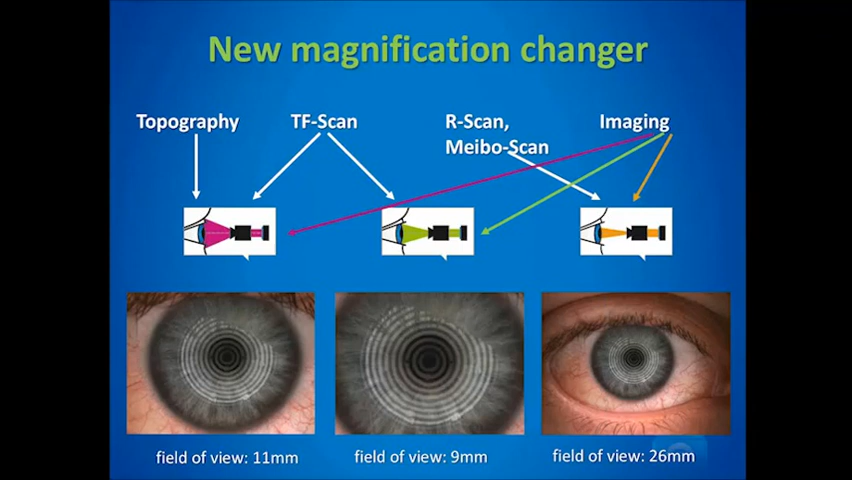 New magnification changer
Topography
TF-Scan
R-Scan,
Meibo-Scan
Imaging
field of view: 11mm
field of view: 9mm
field of view: 26mm